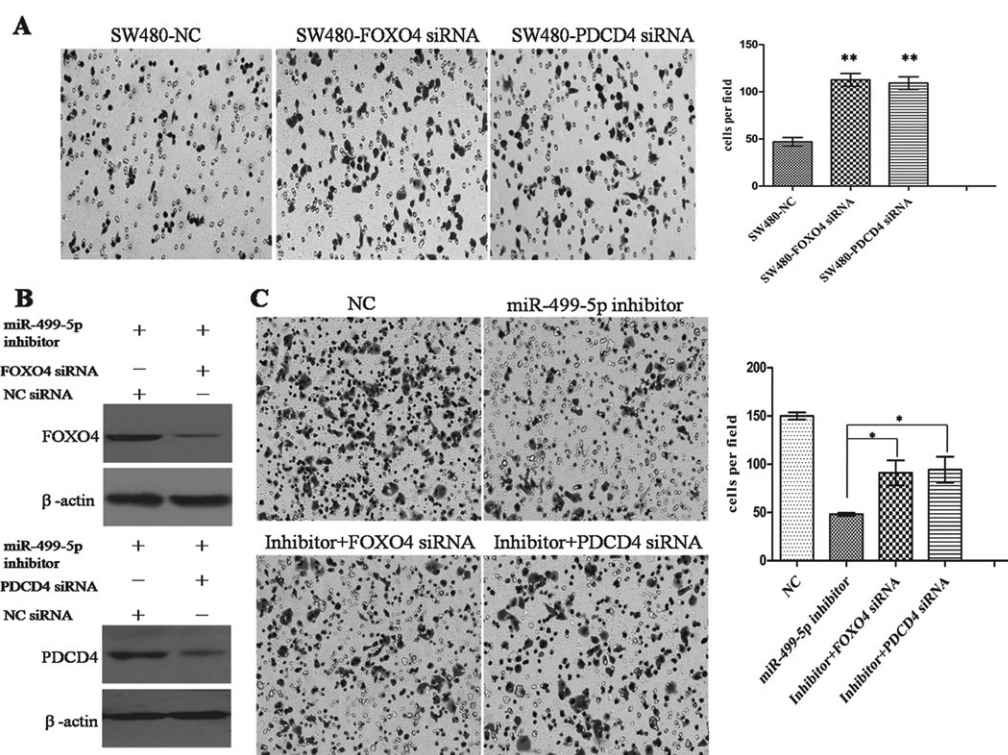 A
SW480-NC
SW480-FOXO4 siRNA
SW480-PDCD4 siRNA
150
100
50
0
cells per field
**
**
SW480-NC
SW480-FOXO4 siRNA
SW480-PDCD4 siRNA
B
miR-499-5p
inhibitor
+ +
FOXO4 siRNA − +
NC siRNA + −
FOXO4
β-actin
miR-499-5p
inhibitor
+ +
PDCD4 siRNA − +
NC siRNA + −
PDCD4
β-actin
C
NC
miR-499-5p inhibitor
Inhibitor+FOXO4 siRNA
Inhibitor+PDCD4 siRNA
200
150
100
50
0
cells per field
*
*
NC
miR-499-5p inhibitor
Inhibitor+FOXO4 siRNA
Inhibitor+PDCD4 siRNA